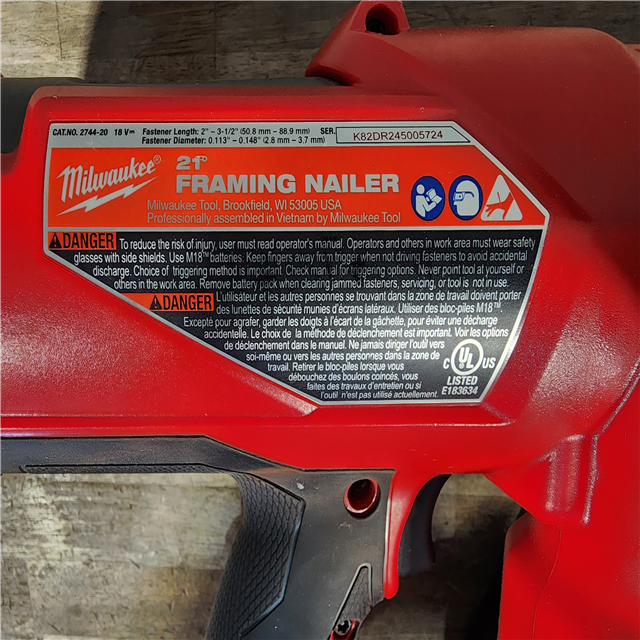 CAT.NO. 2744-20 18 V⎓ Fastener Length: 2" - 3-1/2" (50.8 mm - 88.9 mm) SER. K82DR245005724
Fastener Diameter: 0.113" - 0.148" (2.8 mm - 3.7 mm)
Milwaukee®
21°
FRAMING NAILER
Milwaukee Tool, Brookfield, WI 53005 USA
Professionally assembled in Vietnam by Milwaukee Tool
DANGER To reduce the risk of injury, user must read operator's manual. Operators and others in work area must wear safety
glasses with side shields. Use M18™ batteries. Keep fingers away from trigger when not driving fasteners to avoid accidental
discharge. Choice of triggering method is important. Check manual for triggering options. Never point tool at yourself or
others in the work area. Remove battery pack when clearing jammed fasteners, servicing, or tool is not in use.
DANGER L'utilisateur et les autres personnes se trouvant dans la zone de travail doivent porter
des lunettes de sécurité munies d'écrans latéraux. Utiliser des bloc-piles M18™.
Excepté pour agrafer, garder les doigts à l'écart de la gâchette, pour éviter une décharge
accidentelle. Le choix de la méthode de déclenchement est important. Voir les options
de déclenchement dans le manuel. Ne jamais diriger l'outil vers
soi-même ou vers les autres personnes dans la zone de
travail. Retirer le bloc-piles lorsque vous
débouchez des boulons coincés, vous
faites des travaux d'entretien ou si
l'outil n'est pas utilisé actuellement.
C UL US
LISTED
E183634